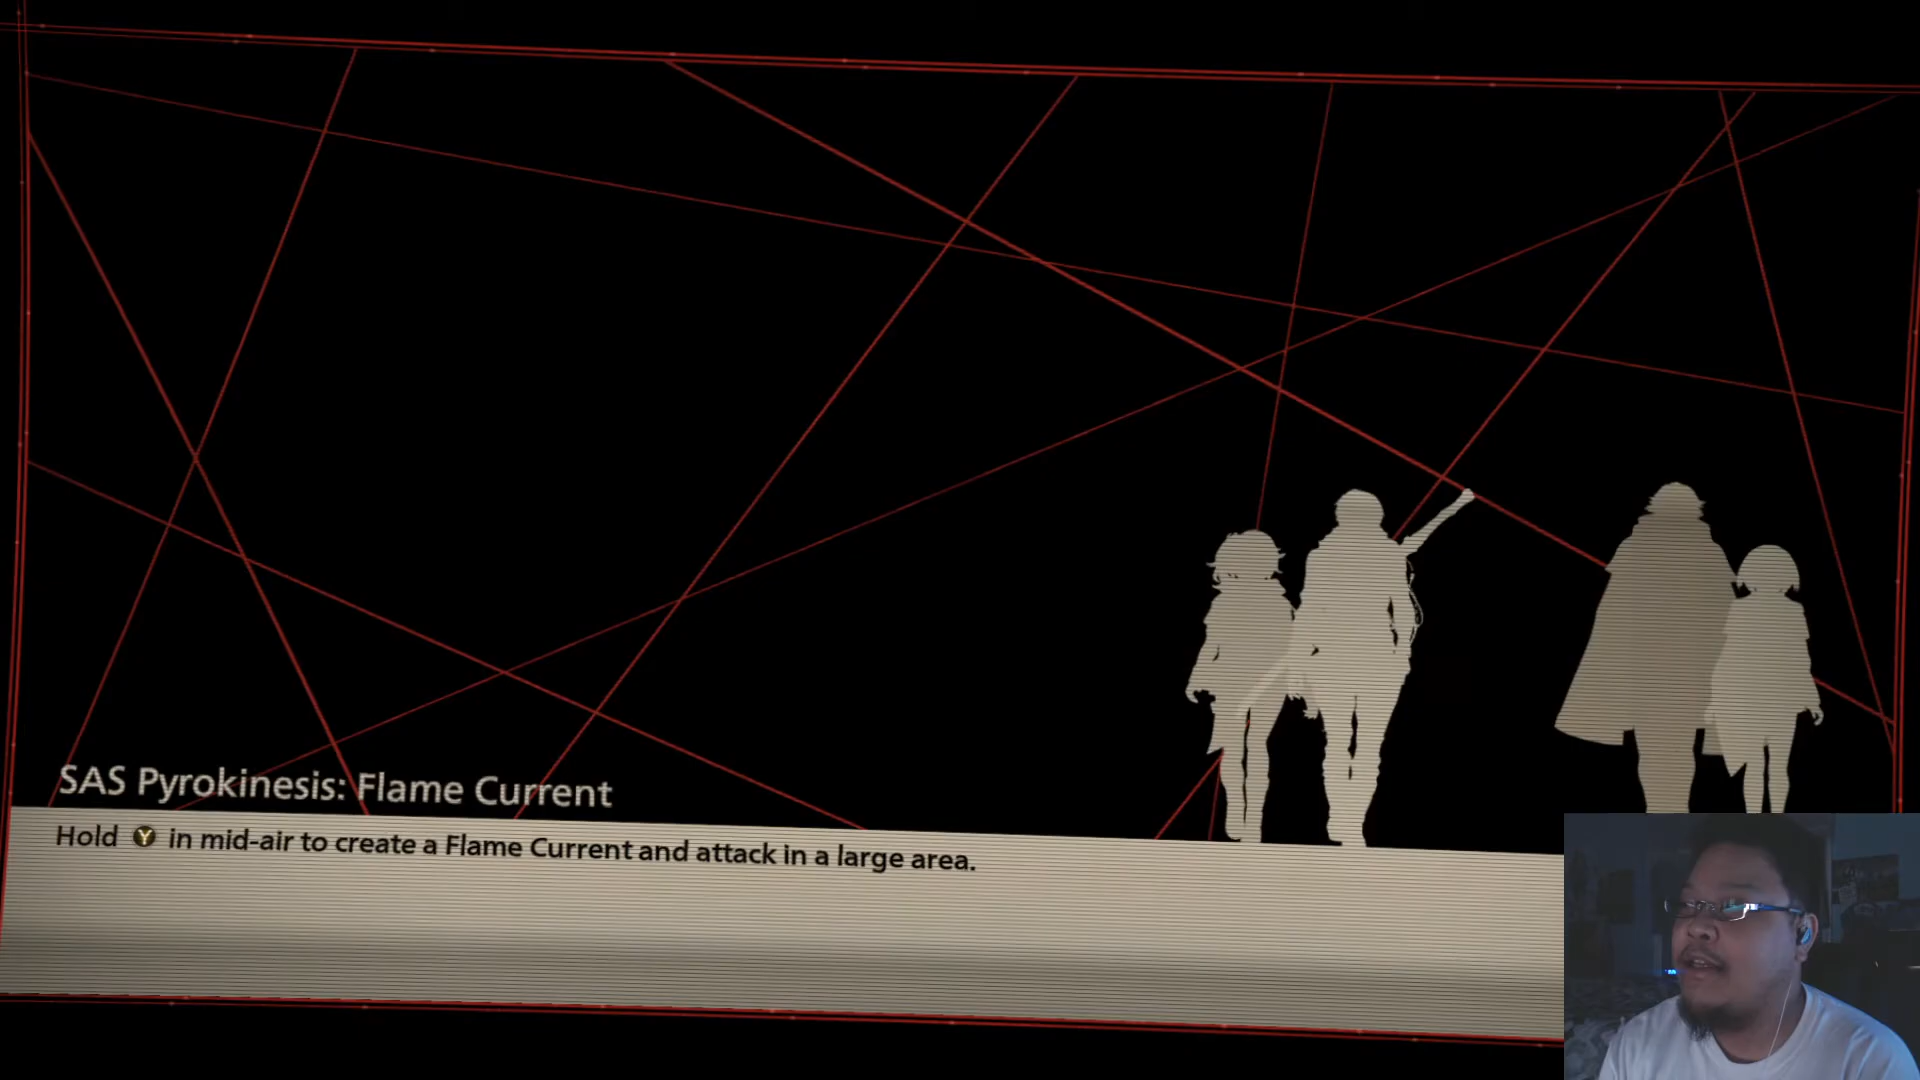 SAS Pyrokinesis: Flame Current
Hold Y in mid-air to create a Flame Current and attack in a large area.